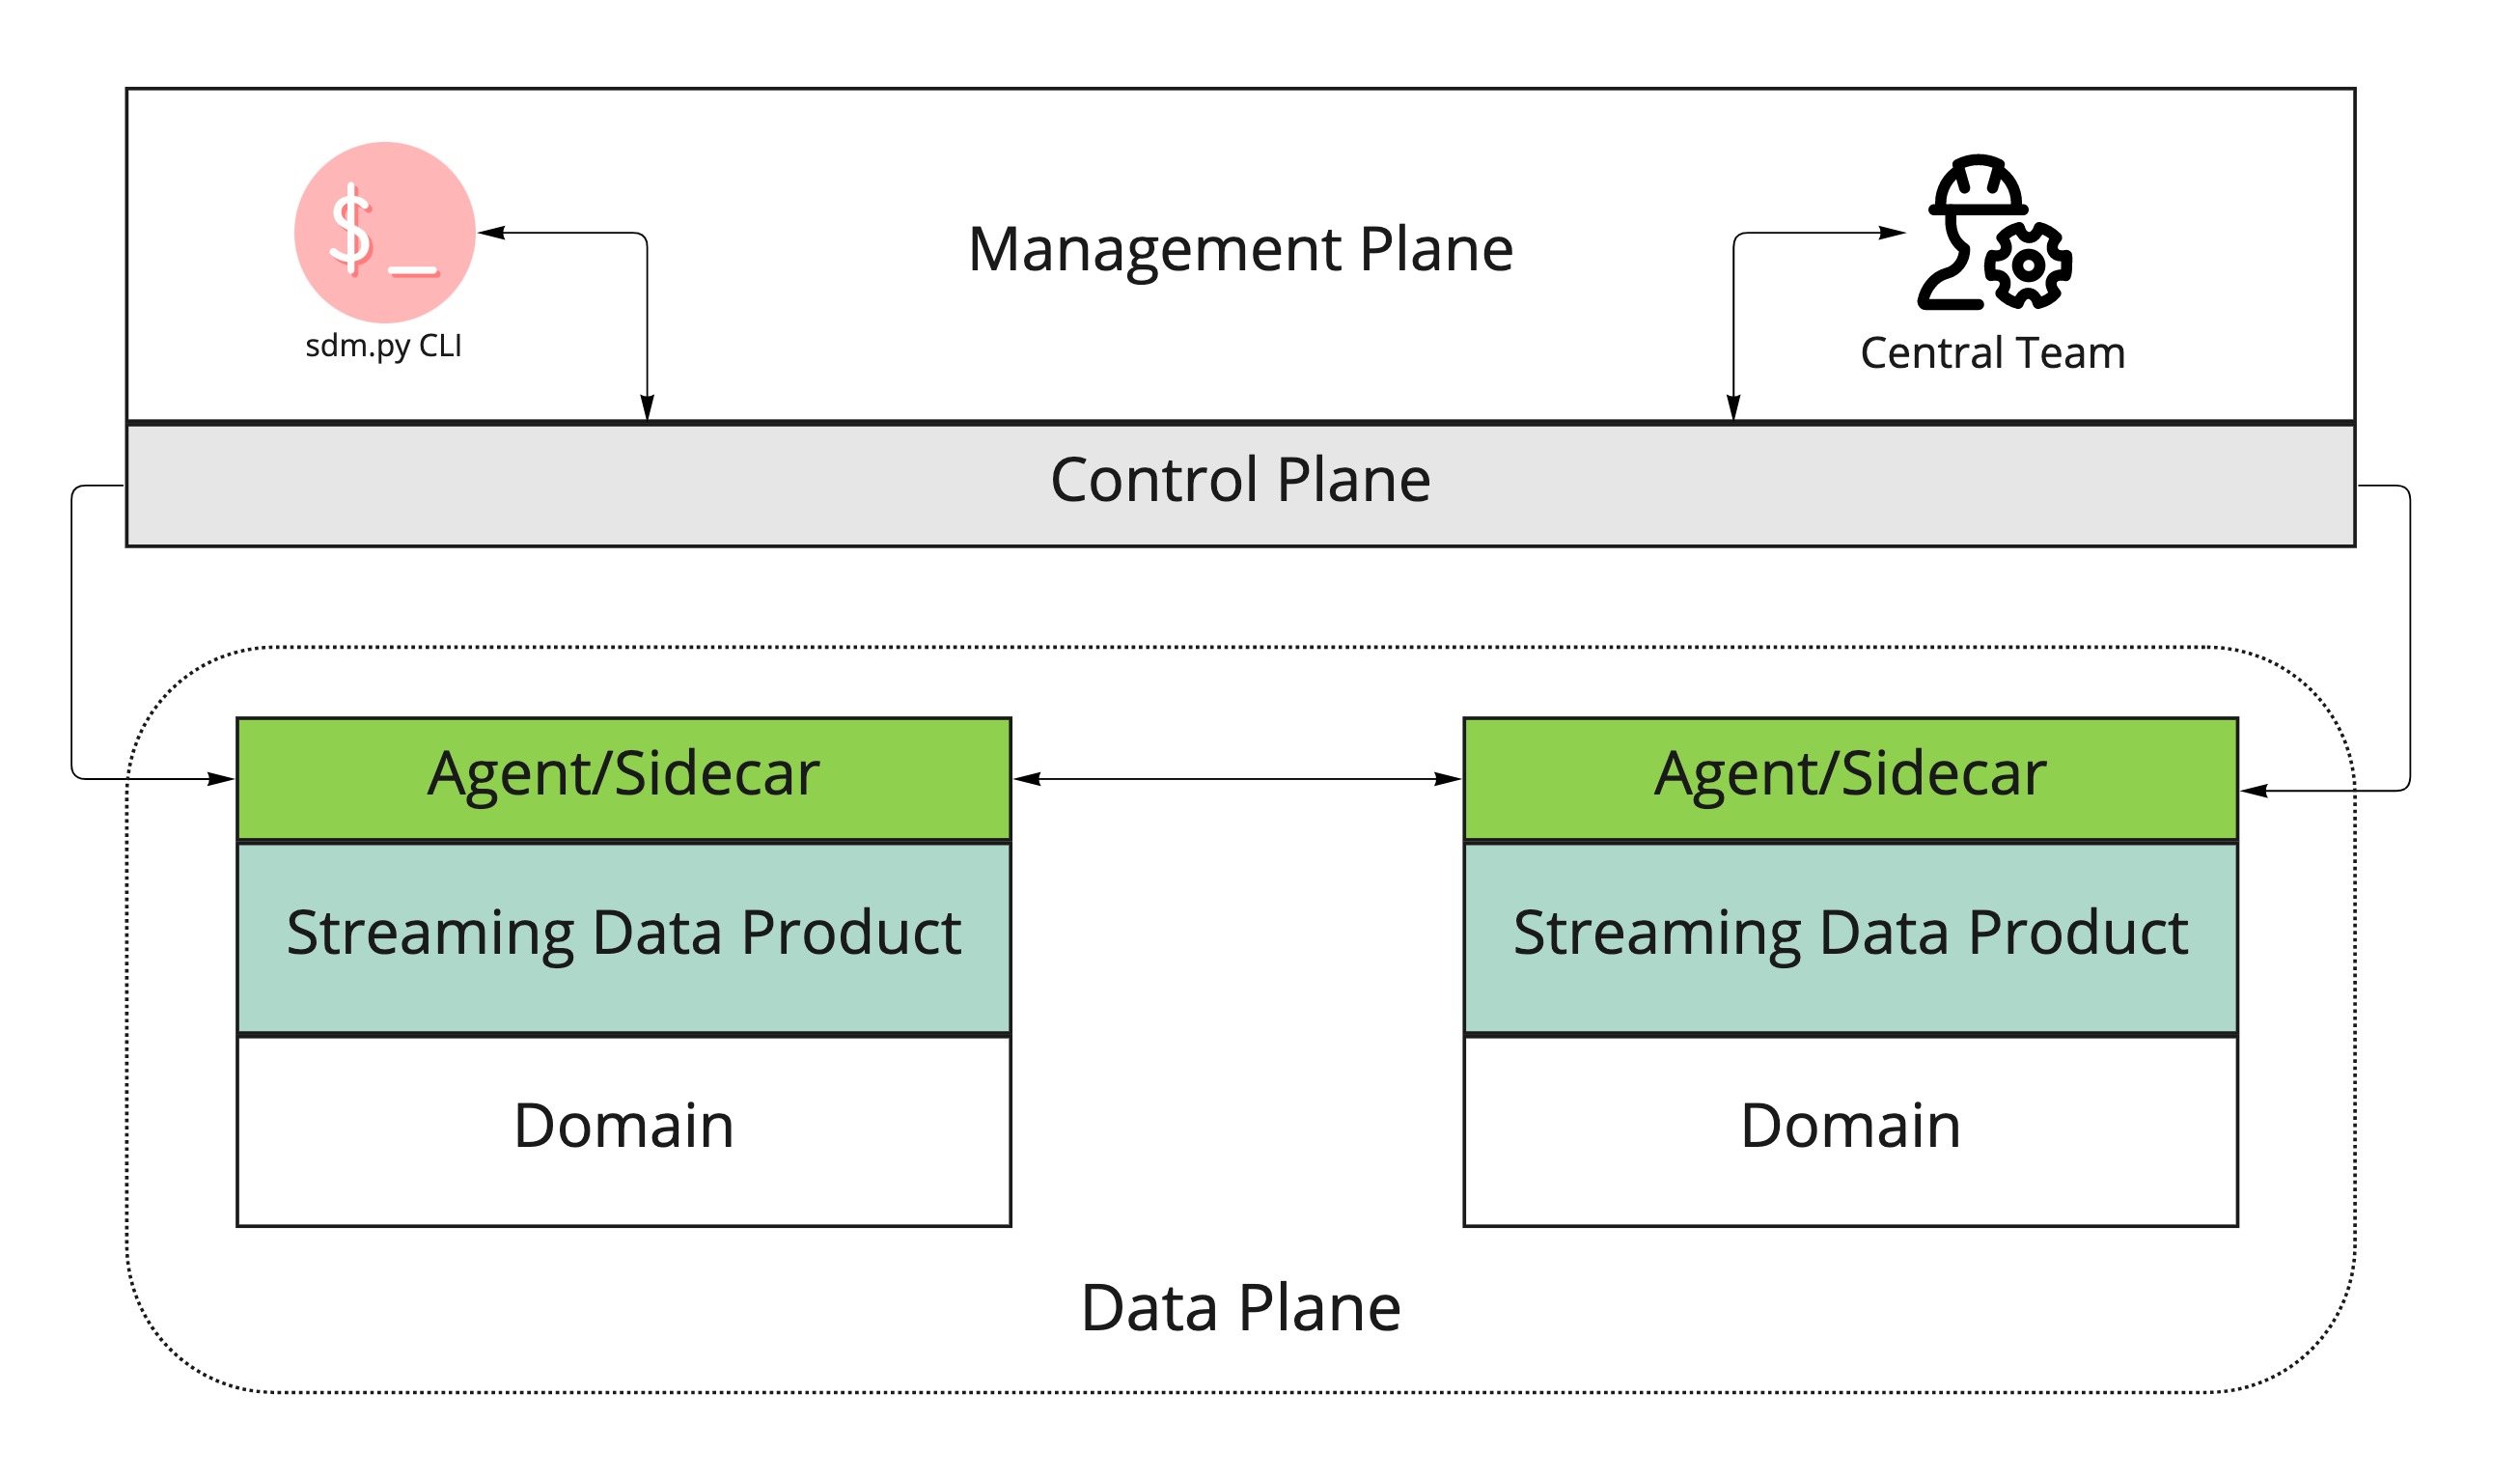 $_
Management Plane
sdm.py CLI
Central Team
Control Plane
Agent/Sidecar
Agent/Sidecar
Streaming Data Product
Streaming Data Product
Domain
Domain
Data Plane